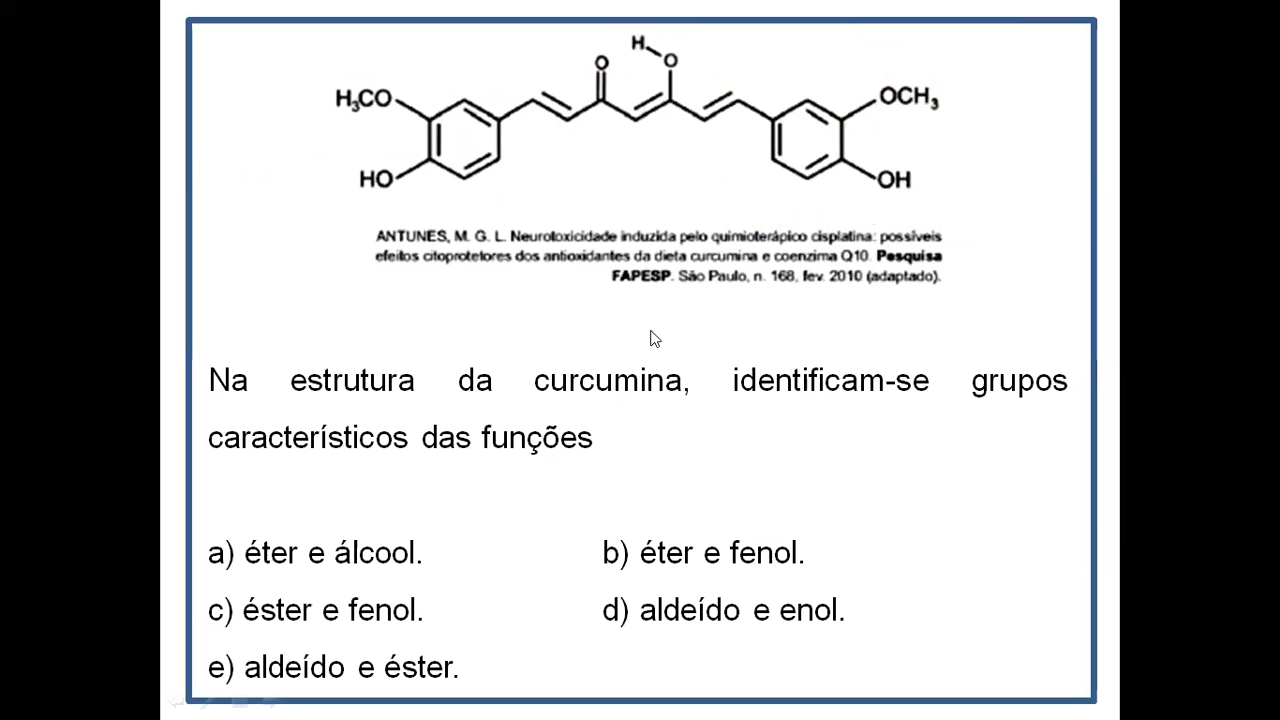 H
O
O
H₃CO
OCH₃
HO
OH
ANTUNES, M. G. L. Neurotoxicidade induzida pelo quimioterápico cisplatina: possíveis
efeitos citoprotetores dos antioxidantes da dieta curcumina e coenzima Q10. Pesquisa
FAPESP. São Paulo, n. 168, fev. 2010 (adaptado).
Na estrutura da curcumina, identificam-se grupos
característicos das funções
a) éter e álcool. b) éter e fenol.
c) éster e fenol. d) aldeído e enol.
e) aldeído e éster.